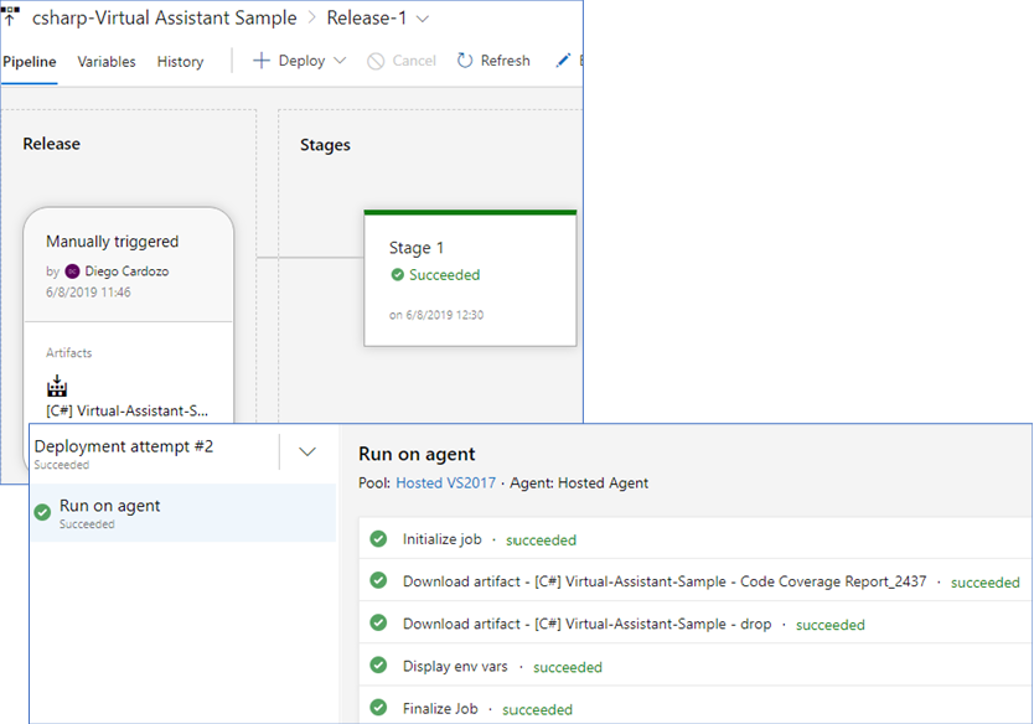 csharp-Virtual Assistant Sample > Release-1
Pipeline Variables History + Deploy Cancel Refresh
Release
Stages
Manually triggered
by DC Diego Cardozo
6/8/2019 11:46
Stage 1
Succeeded
on 6/8/2019 12:30
Artifacts
[C#] Virtual-Assistant-S...
Deployment attempt #2
Succeeded
Run on agent
Succeeded
Run on agent
Pool: Hosted VS2017 · Agent: Hosted Agent
Initialize job · succeeded
Download artifact - [C#] Virtual-Assistant-Sample - Code Coverage Report_2437 · succeeded
Download artifact - [C#] Virtual-Assistant-Sample - drop · succeeded
Display env vars · succeeded
Finalize Job · succeeded